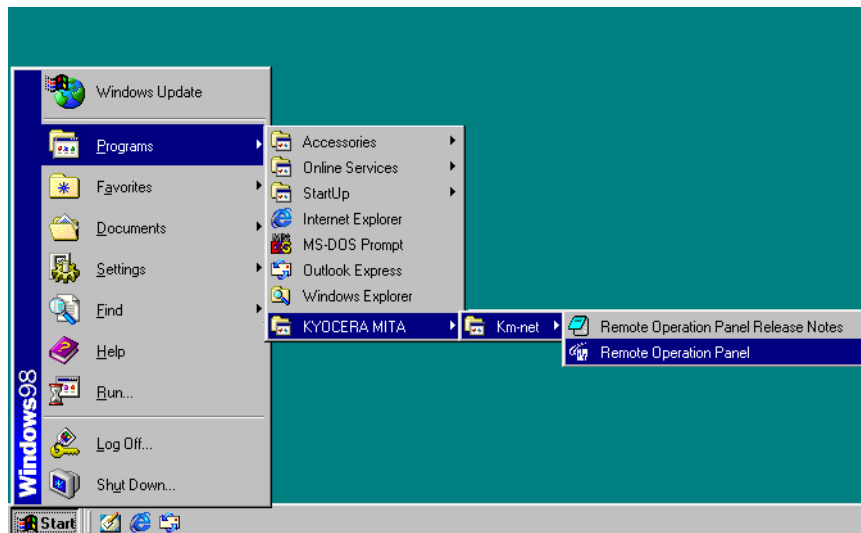 Windows Update
Programs
Favorites
Documents
Settings
Find
Help
Run...
Log Off...
Shut Down...
Windows98
Start
Accessories
Online Services
StartUp
Internet Explorer
MS-DOS Prompt
Outlook Express
Windows Explorer
KYOCERA MITA
Km-net
Remote Operation Panel Release Notes
Remote Operation Panel